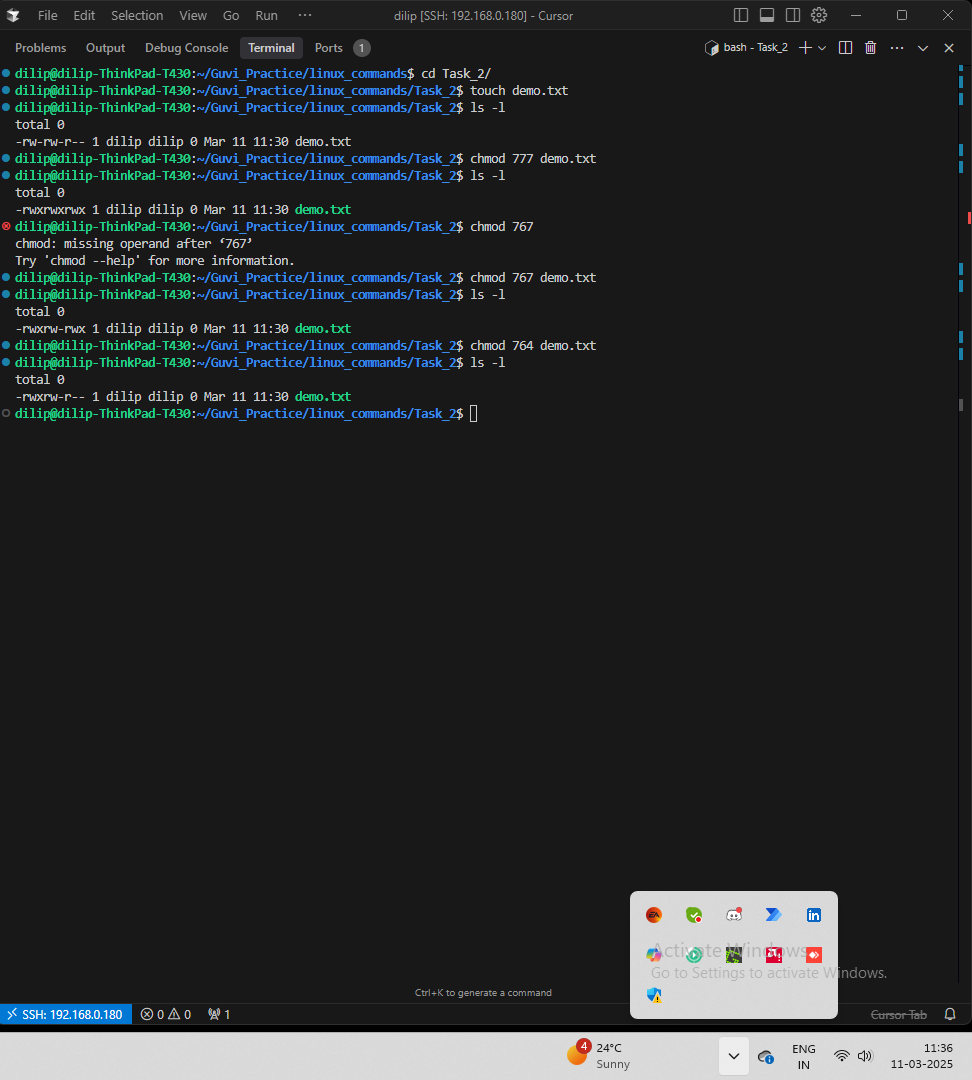 File Edit Selection View Go Run ··· dilip [SSH: 192.168.0.180] - Cursor
Problems Output Debug Console Terminal Ports 1 bash - Task_2
dilip@dilip-ThinkPad-T430:~/Guvi_Practice/linux_commands$ cd Task_2/
dilip@dilip-ThinkPad-T430:~/Guvi_Practice/linux_commands/Task_2$ touch demo.txt
dilip@dilip-ThinkPad-T430:~/Guvi_Practice/linux_commands/Task_2$ ls -l
total 0
-rw-rw-r-- 1 dilip dilip 0 Mar 11 11:30 demo.txt
dilip@dilip-ThinkPad-T430:~/Guvi_Practice/linux_commands/Task_2$ chmod 777 demo.txt
dilip@dilip-ThinkPad-T430:~/Guvi_Practice/linux_commands/Task_2$ ls -l
total 0
-rwxrwxrwx 1 dilip dilip 0 Mar 11 11:30 demo.txt
dilip@dilip-ThinkPad-T430:~/Guvi_Practice/linux_commands/Task_2$ chmod 767
chmod: missing operand after ‘767’
Try 'chmod --help' for more information.
dilip@dilip-ThinkPad-T430:~/Guvi_Practice/linux_commands/Task_2$ chmod 767 demo.txt
dilip@dilip-ThinkPad-T430:~/Guvi_Practice/linux_commands/Task_2$ ls -l
total 0
-rwxrw-rwx 1 dilip dilip 0 Mar 11 11:30 demo.txt
dilip@dilip-ThinkPad-T430:~/Guvi_Practice/linux_commands/Task_2$ chmod 764 demo.txt
dilip@dilip-ThinkPad-T430:~/Guvi_Practice/linux_commands/Task_2$ ls -l
total 0
-rwxrw-r-- 1 dilip dilip 0 Mar 11 11:30 demo.txt
dilip@dilip-ThinkPad-T430:~/Guvi_Practice/linux_commands/Task_2$
EA in
Activate Windows
Go to Settings to activate Windows.
Ctrl+K to generate a command
SSH: 192.168.0.180 0 0 1 Cursor Tab
4 24°C ENG 11:36
Sunny IN 11-03-2025